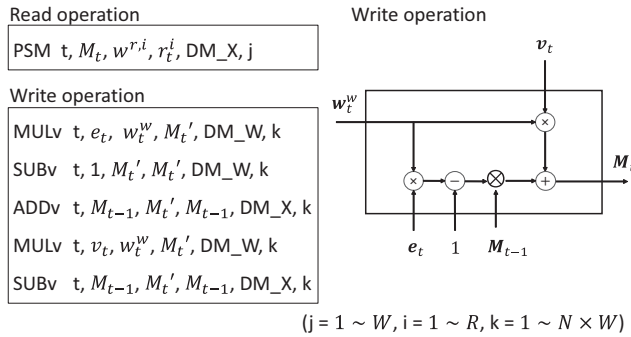 Read operation
PSM t, M_t, w^{r,i}, r_t^i, DM_X, j
Write operation
MULv t, e_t, w_t^w, M_t', DM_W, k
SUBv t, 1, M_t', M_t', DM_W, k
ADDv t, M_{t-1}, M_t', M_{t-1}, DM_X, k
MULv t, v_t, w_t^w, M_t', DM_W, k
SUBv t, M_{t-1}, M_t', M_{t-1}, DM_X, k
Write operation
v_t
w_t^w
×
M_t
× − ⊗ +
e_t 1 M_{t-1}
(j = 1 ~ W, i = 1 ~ R, k = 1 ~ N × W)